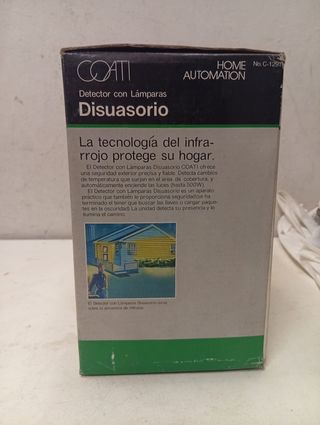 COATI
HOME
AUTOMATION
Detector con Lámparas
Disuasorio
La tecnología del infra-
rrojo protege su hogar.
El Detector con Lámparas Disuasorio COATI ofrece
una seguridad exterior precisa y fiable. Detecta cambios
de temperatura que surjan en el área de cobertura, y
automáticamente enciende las luces (hasta 500W).
El Detector con Lámparas Disuasorio es un aparato
práctico que también le proporciona seguridad (se ha
terminado el tener que buscar las llaves o cargar paque-
tes en la oscuridad). La unidad detecta su presencia y le
ilumina el camino.
El Detector con Lámparas Disuasorio
sobre la presencia de intrusos.